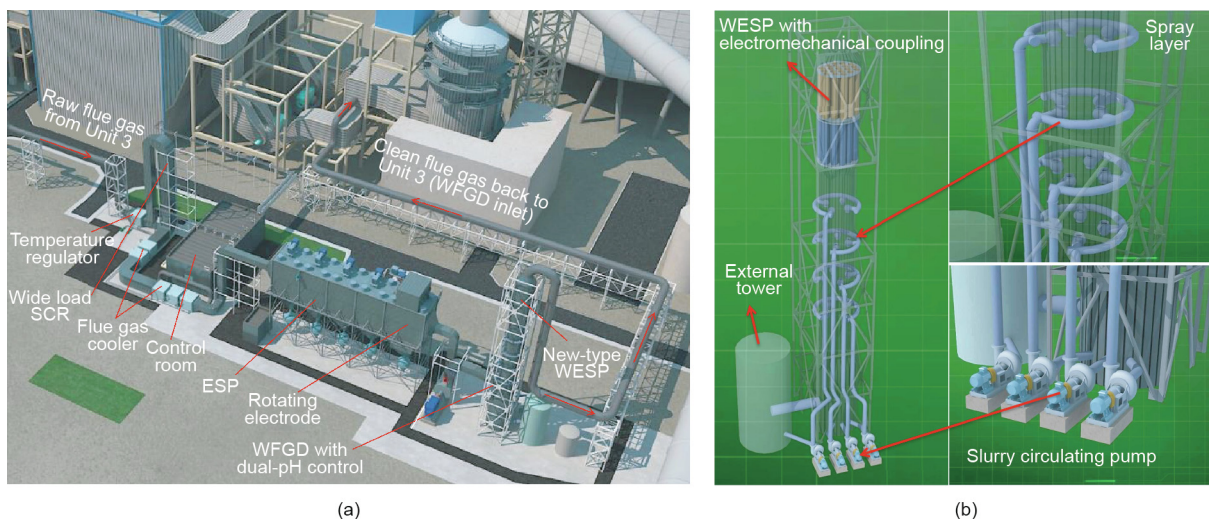 Raw flue gas
from Unit 3
Clean flue gas back to
Unit 3 (WFGD inlet)
Temperature
regulator
Wide load
SCR
Flue gas
cooler
Control
room
ESP
Rotating
electrode
WFGD with
dual-pH control
New-type
WESP
(a)
WESP with
electromechanical coupling
External
tower
Spray
layer
Slurry circulating pump
(b)